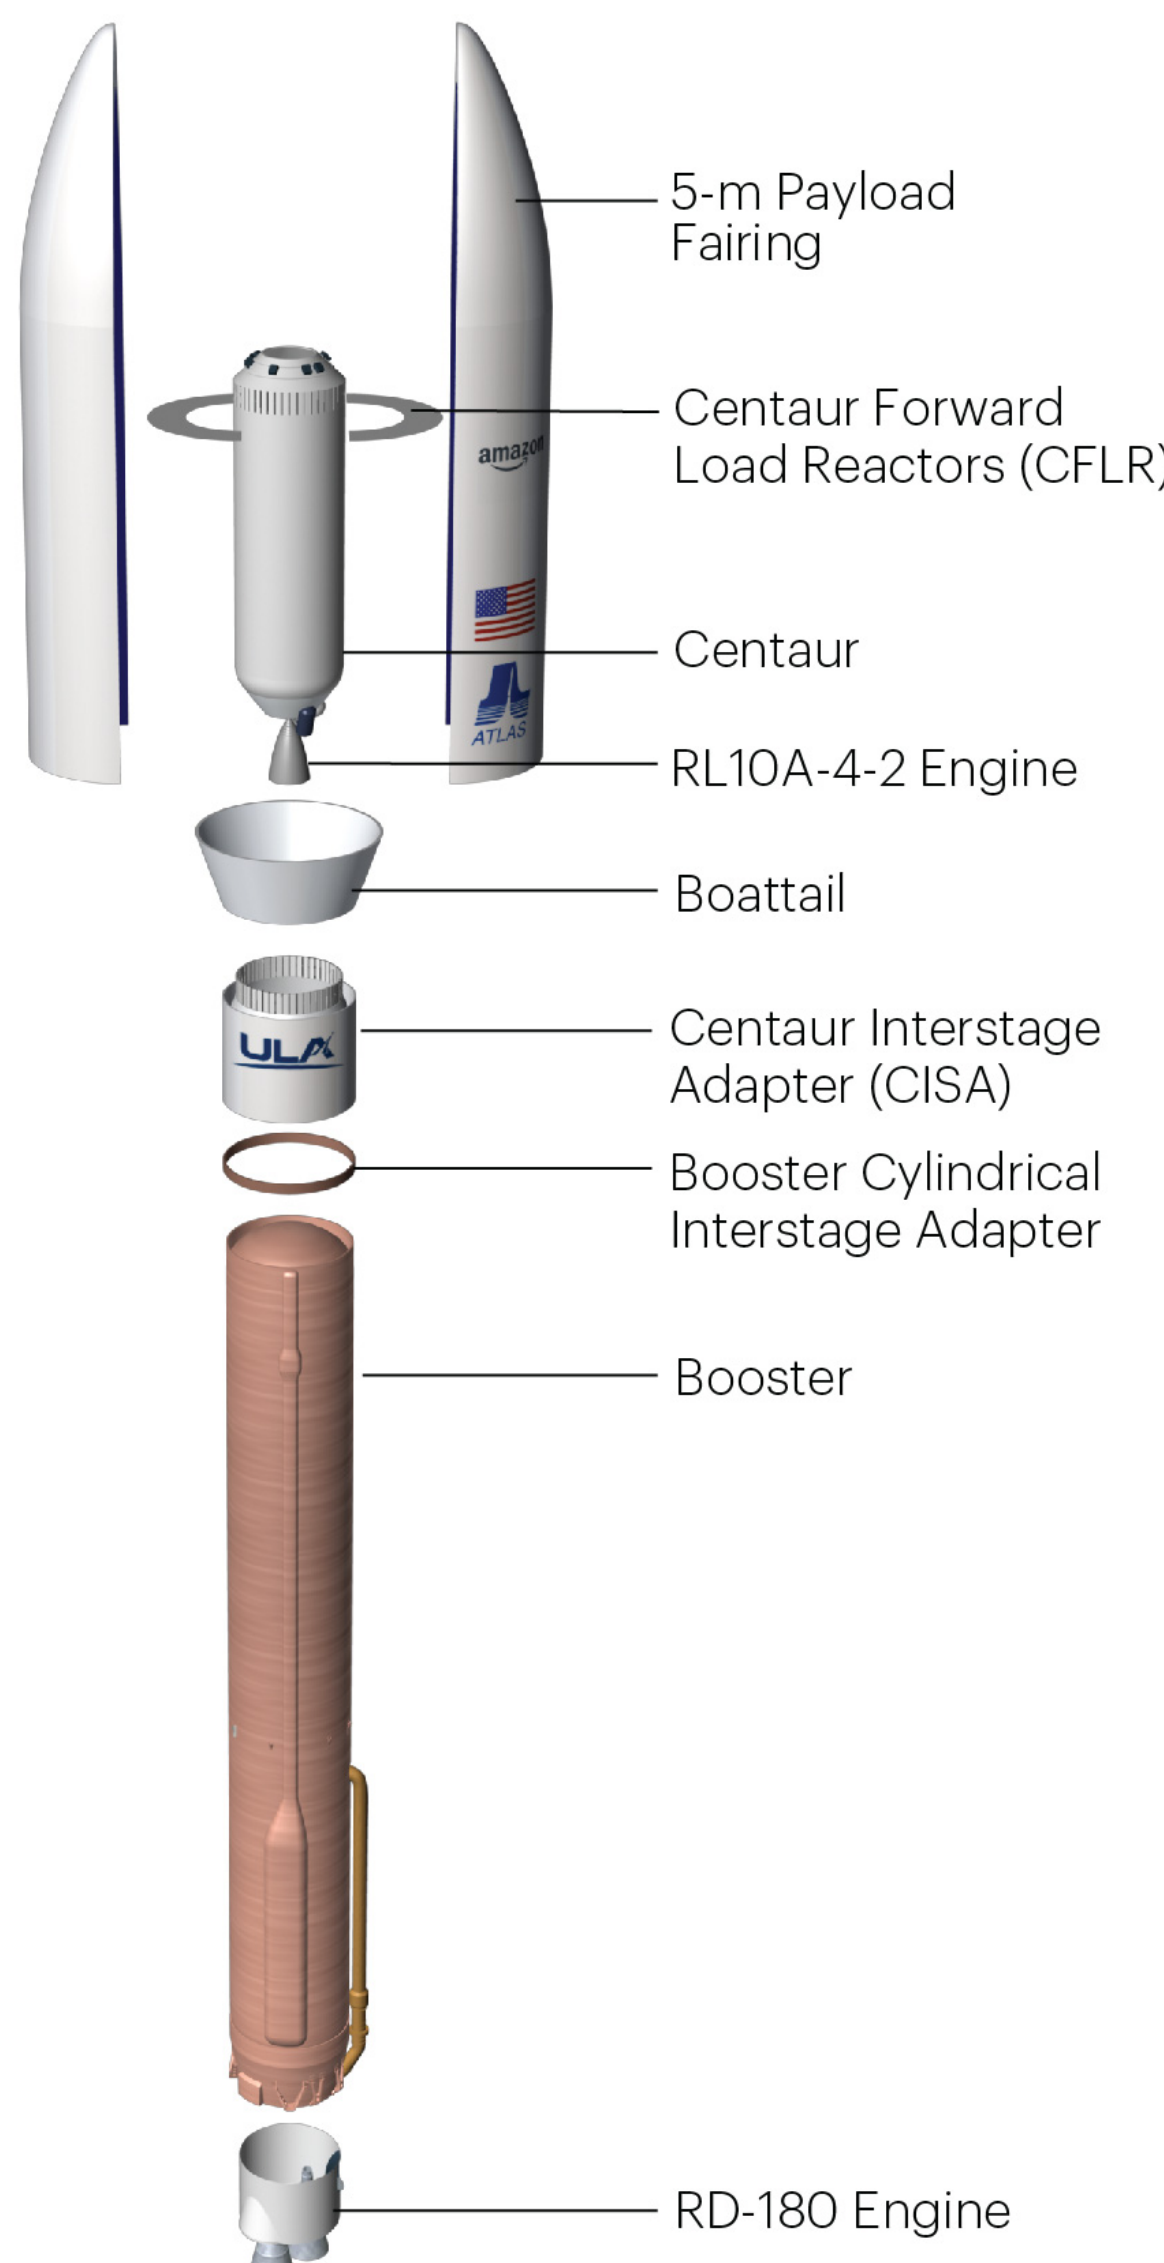 5-m Payload
Fairing
Centaur Forward
Load Reactors (CFLR)
amazon
Centaur
ATLAS
RL10A-4-2 Engine
Boattail
Centaur Interstage
Adapter (CISA)
ULA
Booster Cylindrical
Interstage Adapter
Booster
RD-180 Engine